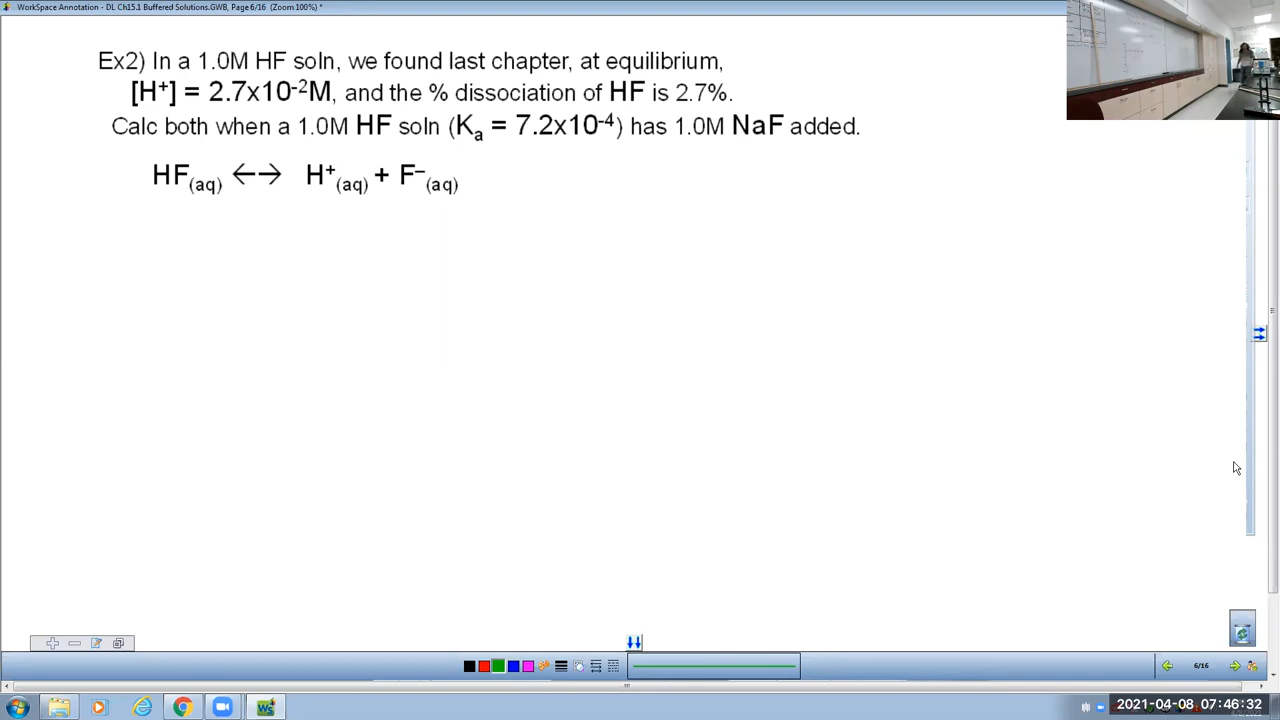 WorkSpace Annotation - DL Ch15.1 Buffered Solutions.GWB, Page 6/16 (Zoom 100%) *
Ex2) In a 1.0M HF soln, we found last chapter, at equilibrium,
[H⁺] = 2.7x10⁻²M, and the % dissociation of HF is 2.7%.
Calc both when a 1.0M HF soln (Kₐ = 7.2x10⁻⁴) has 1.0M NaF added.
HF(aq) ←→ H⁺(aq) + F⁻(aq)
6/16
2021-04-08 07:46:32